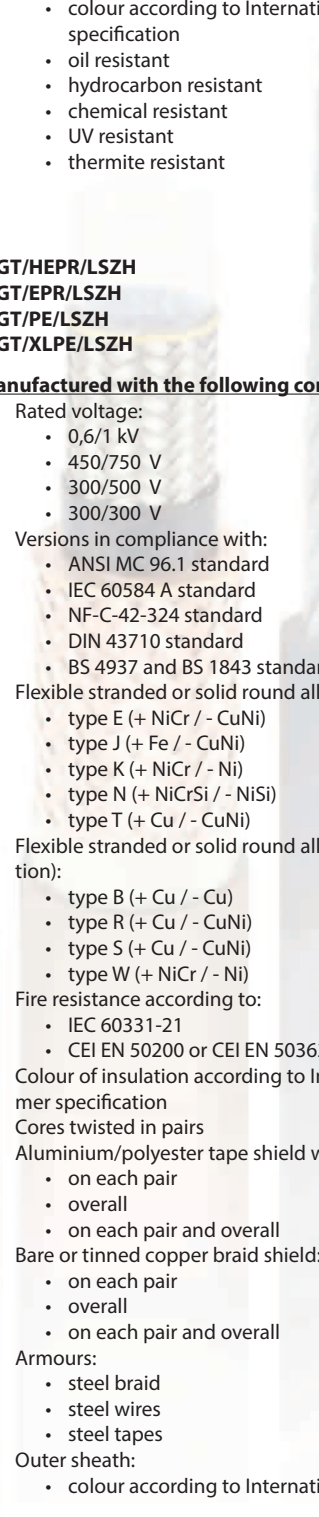 • colour according to Internati
specification
• oil resistant
• hydrocarbon resistant
• chemical resistant
• UV resistant
• thermite resistant
GT/HEPR/LSZH
GT/EPR/LSZH
GT/PE/LSZH
GT/XLPE/LSZH
anufactured with the following con
Rated voltage:
• 0,6/1 kV
• 450/750 V
• 300/500 V
• 300/300 V
Versions in compliance with:
• ANSI MC 96.1 standard
• IEC 60584 A standard
• NF-C-42-324 standard
• DIN 43710 standard
• BS 4937 and BS 1843 standar
Flexible stranded or solid round all
• type E (+ NiCr / - CuNi)
• type J (+ Fe / - CuNi)
• type K (+ NiCr / - Ni)
• type N (+ NiCrSi / - NiSi)
• type T (+ Cu / - CuNi)
Flexible stranded or solid round all
tion):
• type B (+ Cu / - Cu)
• type R (+ Cu / - CuNi)
• type S (+ Cu / - CuNi)
• type W (+ NiCr / - Ni)
Fire resistance according to:
• IEC 60331-21
• CEI EN 50200 or CEI EN 5036
Colour of insulation according to I
mer specification
Cores twisted in pairs
Aluminium/polyester tape shield w
• on each pair
• overall
• on each pair and overall
Bare or tinned copper braid shield:
• on each pair
• overall
• on each pair and overall
Armours:
• steel braid
• steel wires
• steel tapes
Outer sheath:
• colour according to Internati